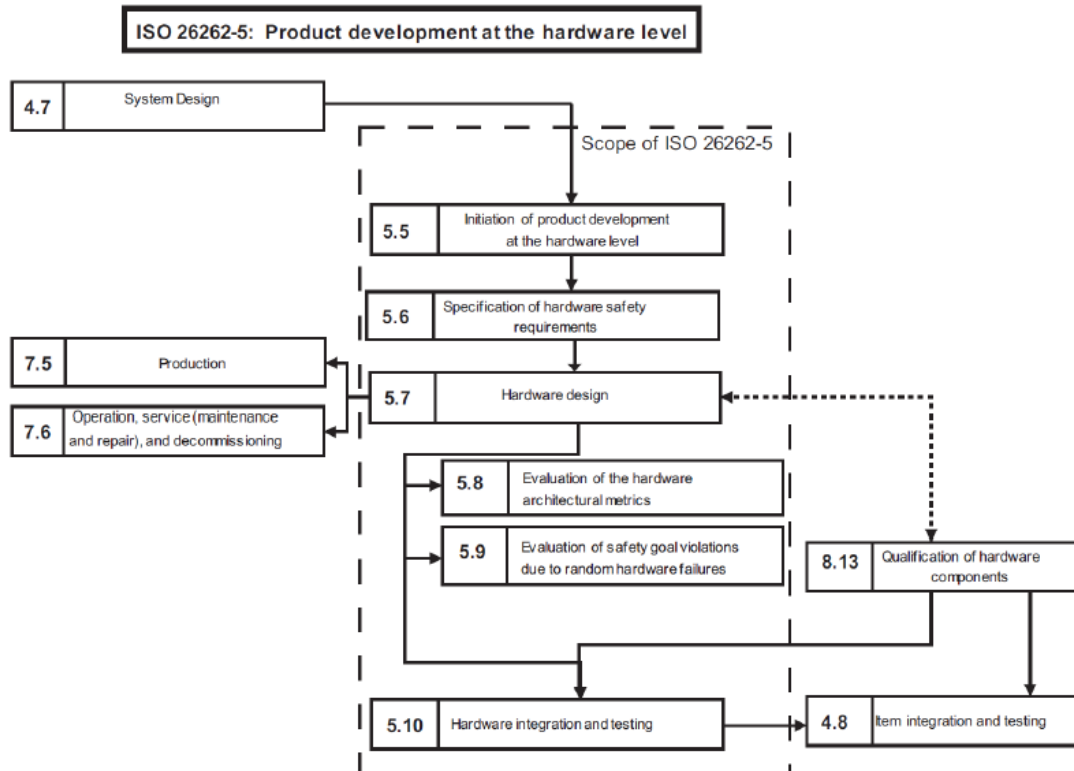 ISO 26262-5: Product development at the hardware level
4.7
System Design
Scope of ISO 26262-5
5.5
Initiation of product development
at the hardware level
5.6
Specification of hardware safety
requirements
7.5
Production
5.7
Hardware design
7.6
Operation, service (maintenance
and repair), and decommissioning
5.8
Evaluation of the hardware
architectural metrics
5.9
Evaluation of safety goal violations
due to random hardware failures
8.13
Qualification of hardware
components
5.10
Hardware integration and testing
4.8
Item integration and testing